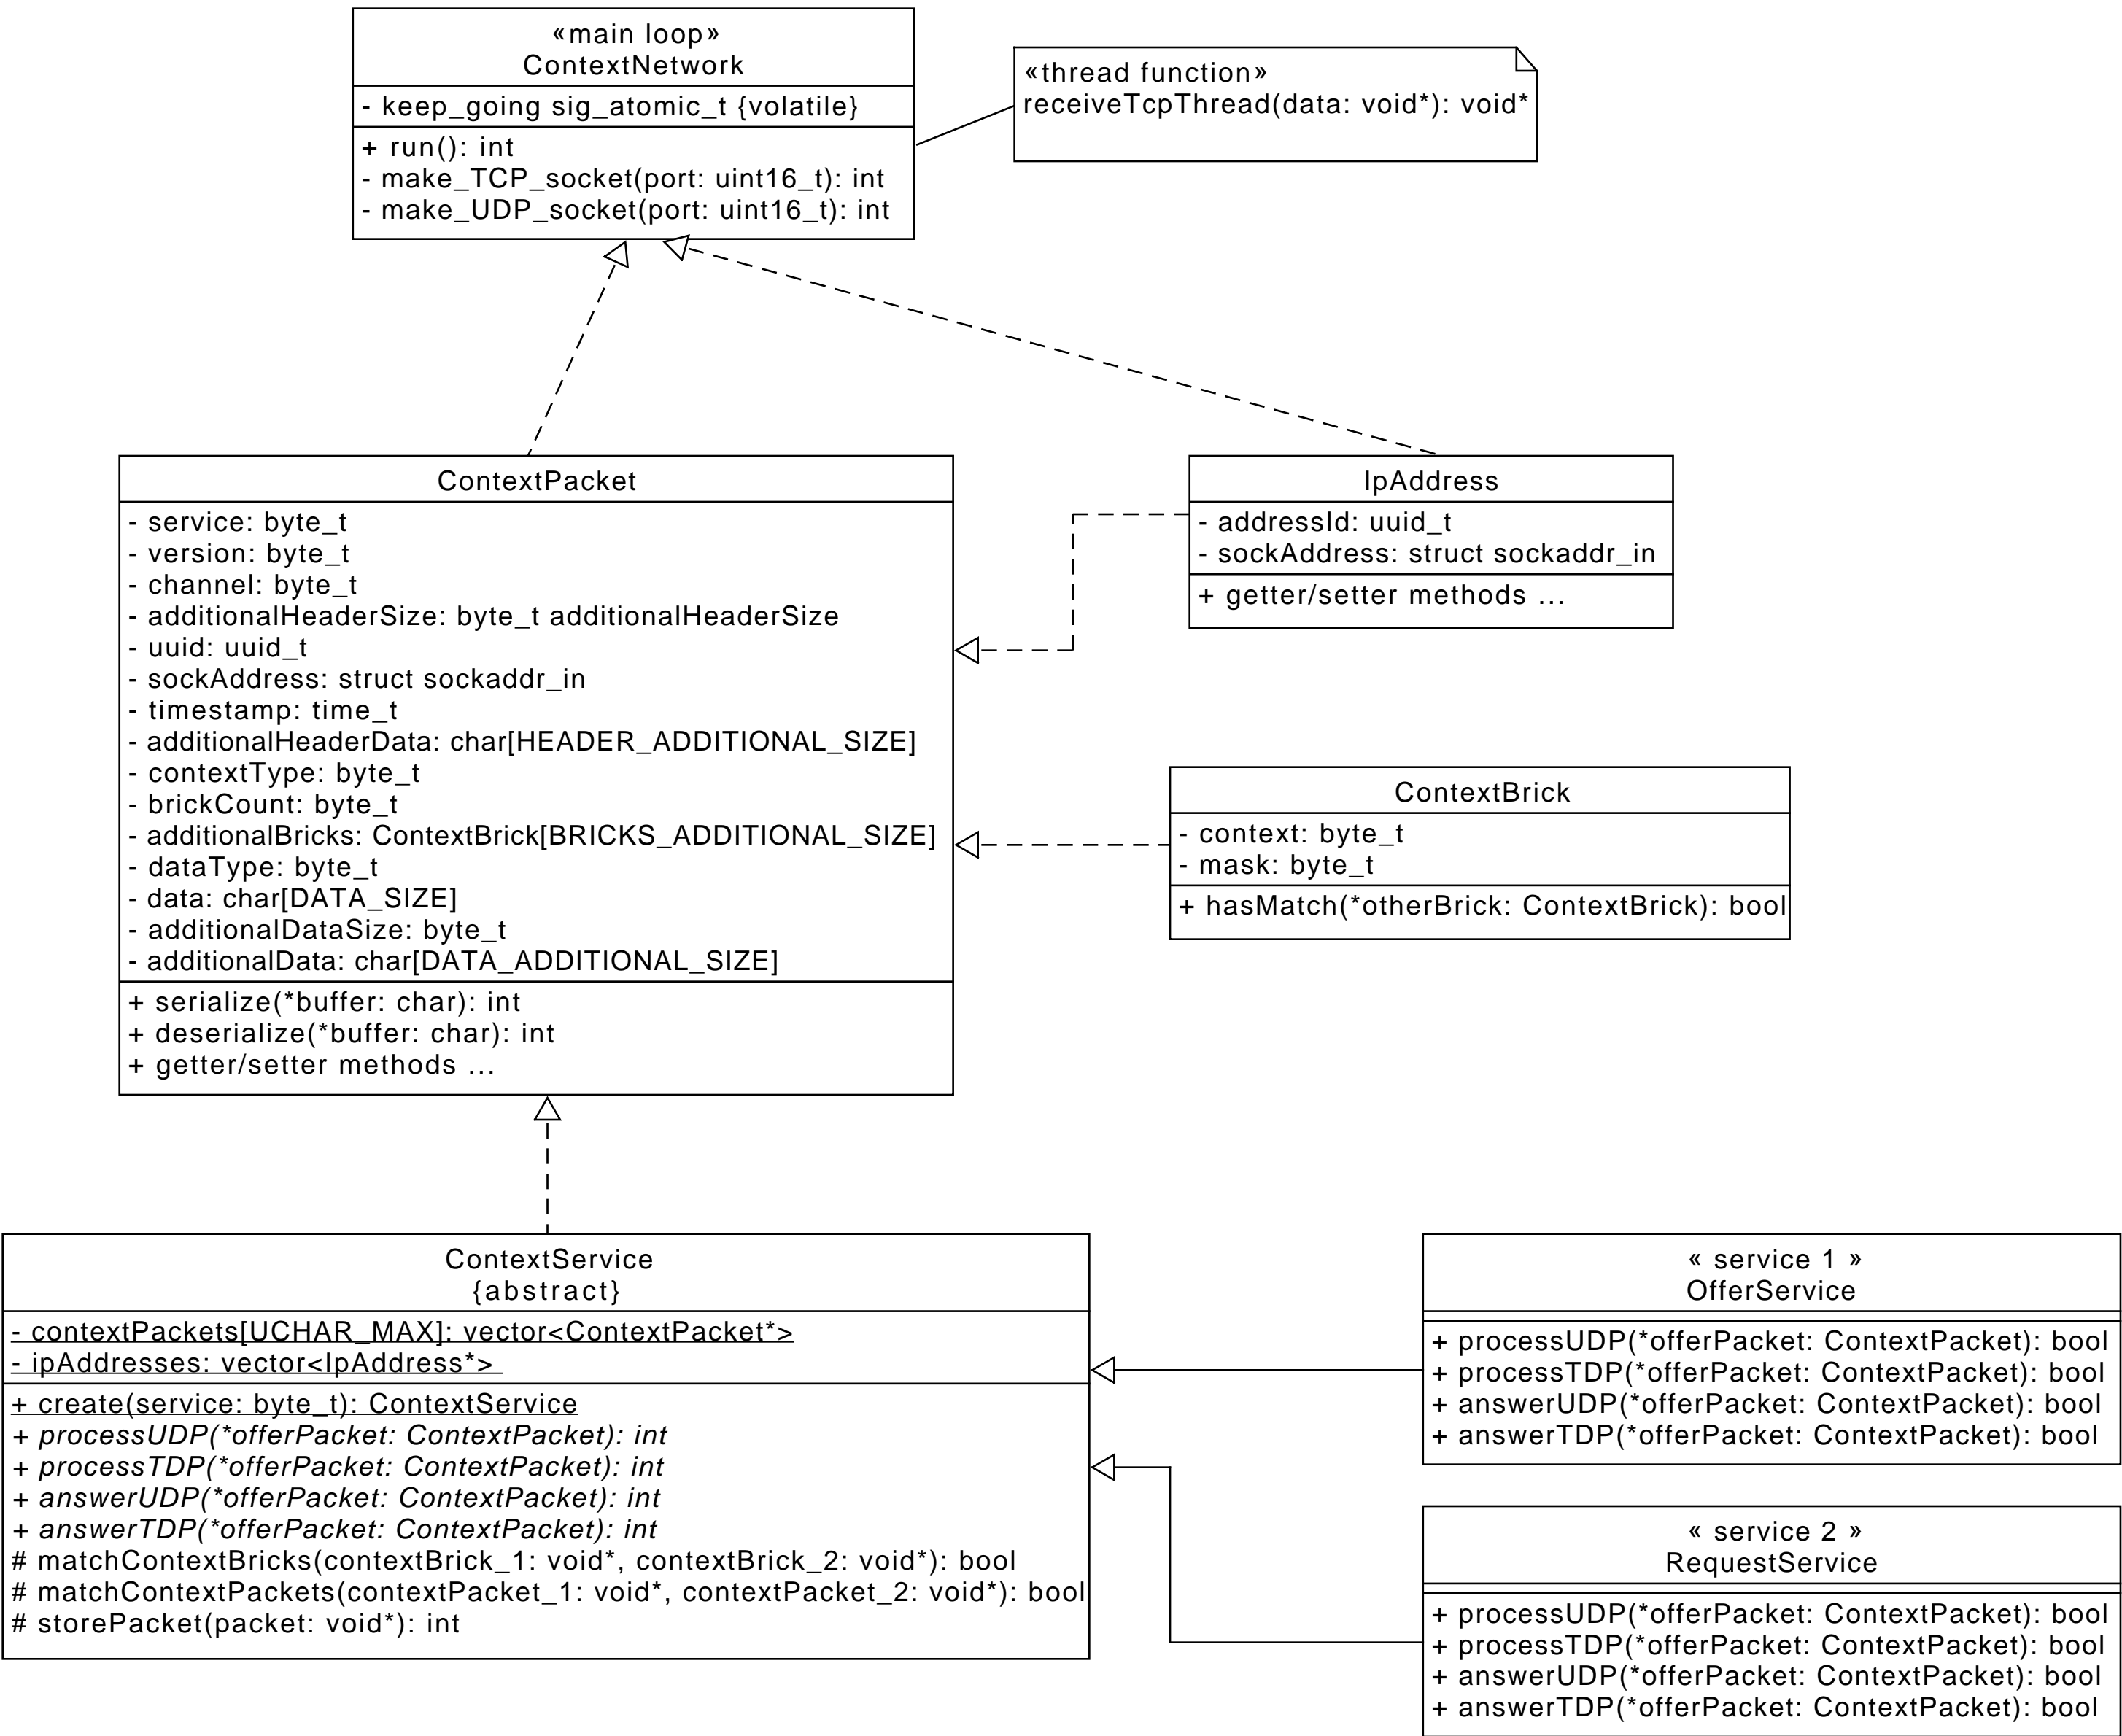 «main loop»
ContextNetwork
- keep_going sig_atomic_t {volatile}
+ run(): int
- make_TCP_socket(port: uint16_t): int
- make_UDP_socket(port: uint16_t): int
«thread function»
receiveTcpThread(data: void*): void*
ContextPacket
- service: byte_t
- version: byte_t
- channel: byte_t
- additionalHeaderSize: byte_t additionalHeaderSize
- uuid: uuid_t
- sockAddress: struct sockaddr_in
- timestamp: time_t
- additionalHeaderData: char[HEADER_ADDITIONAL_SIZE]
- contextType: byte_t
- brickCount: byte_t
- additionalBricks: ContextBrick[BRICKS_ADDITIONAL_SIZE]
- dataType: byte_t
- data: char[DATA_SIZE]
- additionalDataSize: byte_t
- additionalData: char[DATA_ADDITIONAL_SIZE]
+ serialize(*buffer: char): int
+ deserialize(*buffer: char): int
+ getter/setter methods ...
IpAddress
- addressId: uuid_t
- sockAddress: struct sockaddr_in
+ getter/setter methods ...
ContextBrick
- context: byte_t
- mask: byte_t
+ hasMatch(*otherBrick: ContextBrick): bool
ContextService
{abstract}
- contextPackets[UCHAR_MAX]: vector<ContextPacket*>
- ipAddresses: vector<IpAddress*>
+ create(service: byte_t): ContextService
+ processUDP(*offerPacket: ContextPacket): int
+ processTDP(*offerPacket: ContextPacket): int
+ answerUDP(*offerPacket: ContextPacket): int
+ answerTDP(*offerPacket: ContextPacket): int
# matchContextBricks(contextBrick_1: void*, contextBrick_2: void*): bool
# matchContextPackets(contextPacket_1: void*, contextPacket_2: void*): bool
# storePacket(packet: void*): int
« service 1 »
OfferService
+ processUDP(*offerPacket: ContextPacket): bool
+ processTDP(*offerPacket: ContextPacket): bool
+ answerUDP(*offerPacket: ContextPacket): bool
+ answerTDP(*offerPacket: ContextPacket): bool
« service 2 »
RequestService
+ processUDP(*offerPacket: ContextPacket): bool
+ processTDP(*offerPacket: ContextPacket): bool
+ answerUDP(*offerPacket: ContextPacket): bool
+ answerTDP(*offerPacket: ContextPacket): bool